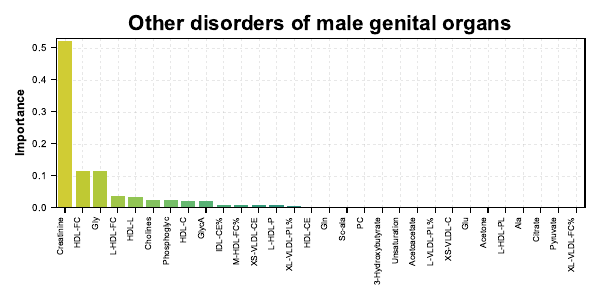 Other disorders of male genital organs
Importance
0.5
0.4
0.3
0.2
0.1
0.0
Creatinine
HDL-FC
Gly
L-HDL-FC
HDL-L
Cholines
Phosphoglyc
HDL-C
GlycA
IDL-CE%
M-HDL-FC%
XS-VLDL-CE
L-HDL-P
XL-VLDL-PL%
HDL-CE
Gln
PC
3-Hydroxybutyrate
Unsaturation
Acetoacetate
L-VLDL-PL%
XS-VLDL-C
Glu
Acetone
L-HDL-PL
Ala
Citrate
Pyruvate
XL-VLDL-FC%